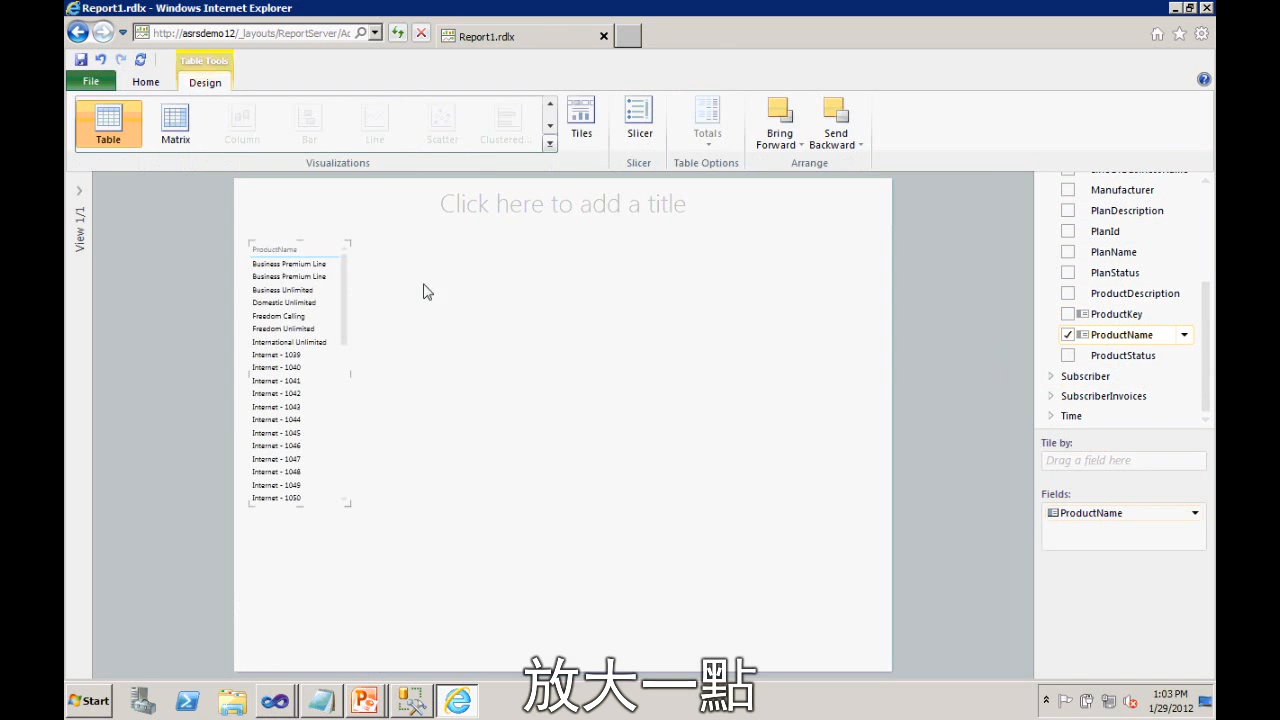 Report1.rdlx - Windows Internet Explorer
http://asrsdemo12/_layouts/ReportServer/Ac
Report1.rdlx
Table Tools
File
Home
Design
Table
Matrix
Column
Bar
Line
Scatter
Clustered...
Tiles
Slicer
Totals
Bring Forward
Send Backward
Visualizations
Slicer
Table Options
Arrange
View 1/1
Click here to add a title
ProductName
Business Premium Line
Business Premium Line
Business Unlimited
Domestic Unlimited
Freedom Calling
Freedom Unlimited
International Unlimited
Internet - 1039
Internet - 1040
Internet - 1041
Internet - 1042
Internet - 1043
Internet - 1044
Internet - 1045
Internet - 1046
Internet - 1047
Internet - 1048
Internet - 1049
Internet - 1050
Manufacturer
PlanDescription
PlanId
PlanName
PlanStatus
ProductDescription
ProductKey
ProductName
ProductStatus
Subscriber
SubscriberInvoices
Time
Tile by:
Drag a field here
Fields:
ProductName
放大一點
Start
1:03 PM
1/29/2012